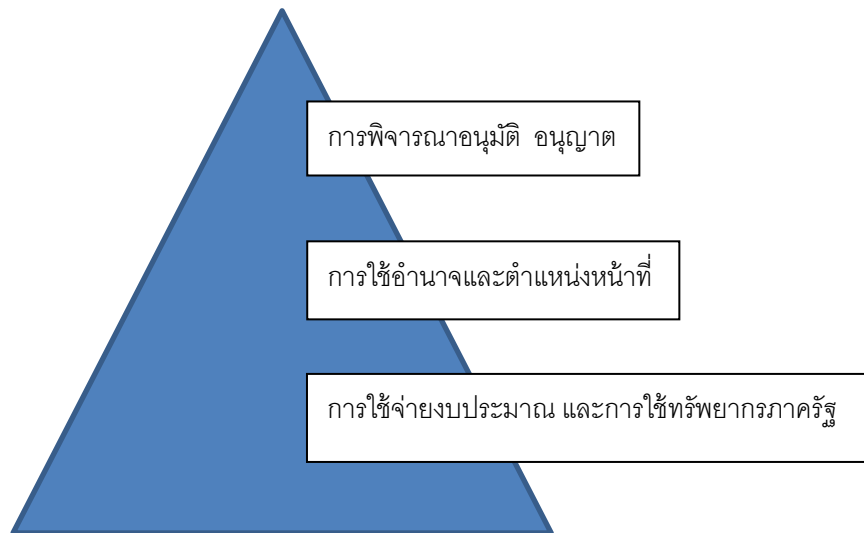 การพิจารณาอนุมัติ อนุญาต
การใช้อำนาจและตำแหน่งหน้าที่
การใช้จ่ายงบประมาณ และการใช้ทรัพยากรภาครัฐ